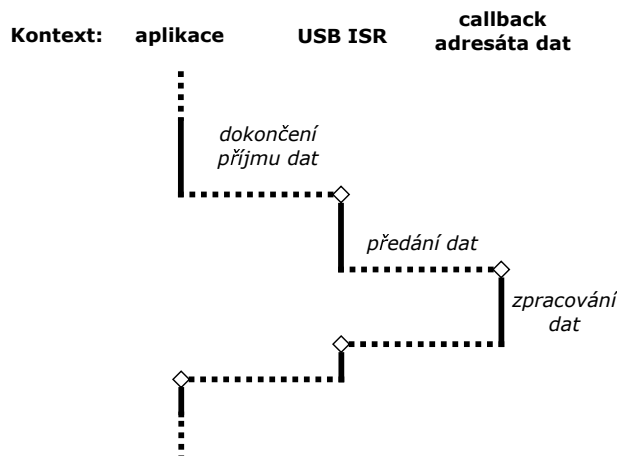 Kontext: aplikace USB ISR callback
adresáta dat
dokončení
příjmu dat
předání dat
zpracování
dat